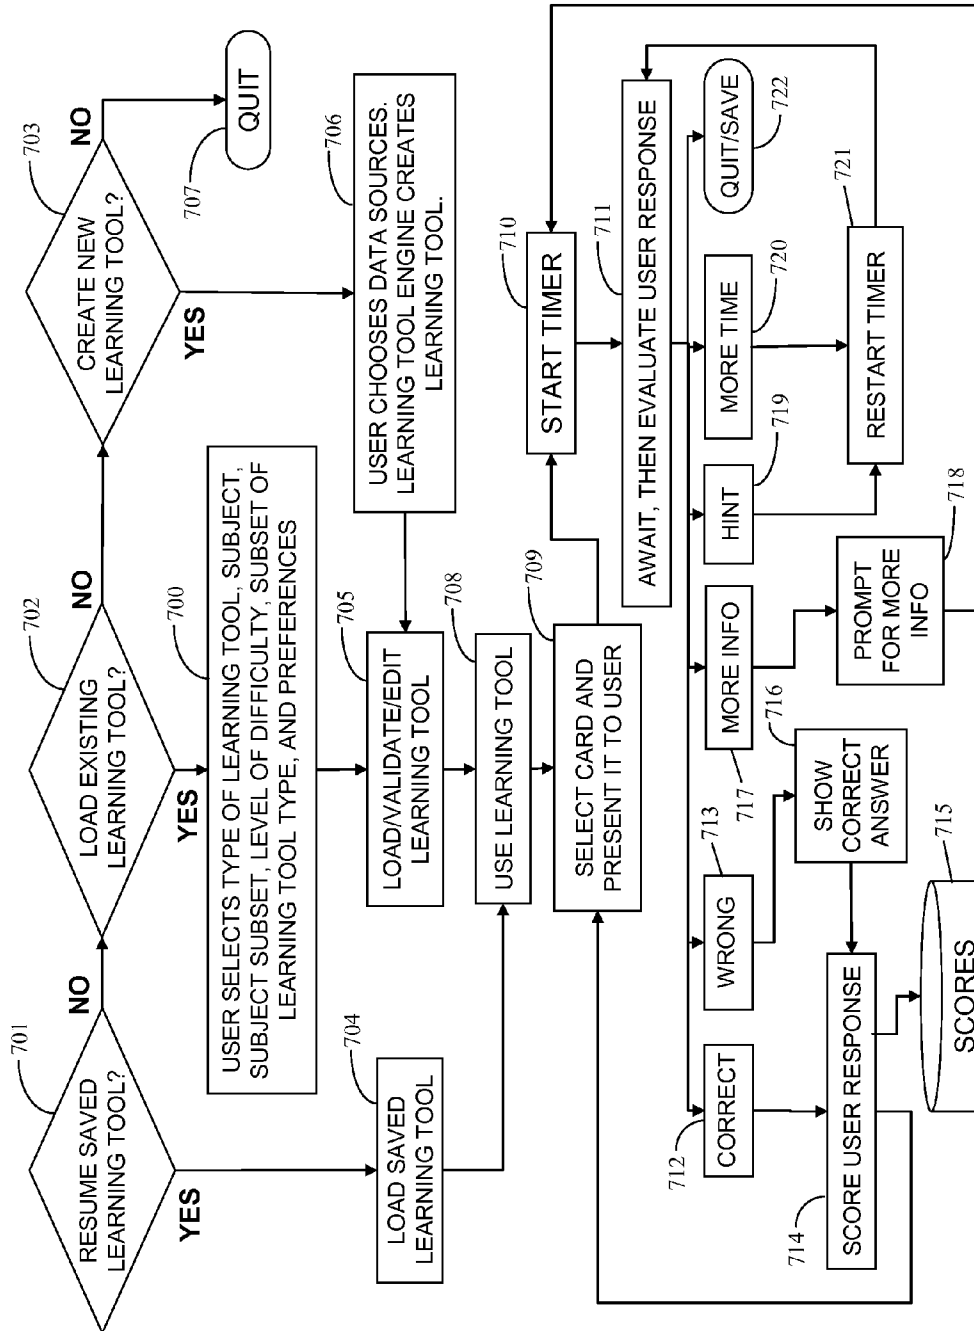 701
RESUME SAVED
LEARNING TOOL?
NO
YES
702
LOAD EXISTING
LEARNING TOOL?
NO
YES
703
CREATE NEW
LEARNING TOOL?
NO
YES
707
QUIT
700
USER SELECTS TYPE OF LEARNING TOOL, SUBJECT,
SUBJECT SUBSET, LEVEL OF DIFFICULTY, SUBSET OF
LEARNING TOOL TYPE, AND PREFERENCES
706
USER CHOOSES DATA SOURCES.
LEARNING TOOL ENGINE CREATES
LEARNING TOOL.
704
LOAD SAVED
LEARNING TOOL
705
LOAD/VALIDATE/EDIT
LEARNING TOOL
708
USE LEARNING TOOL
709
SELECT CARD AND
PRESENT IT TO USER
710
START TIMER
711
AWAIT, THEN EVALUATE USER RESPONSE
712
CORRECT
713
WRONG
717
MORE INFO
719
HINT
720
MORE TIME
QUIT/SAVE
722
714
SCORE USER RESPONSE
716
SHOW
CORRECT
ANSWER
718
PROMPT
FOR MORE
INFO
721
RESTART TIMER
715
SCORES